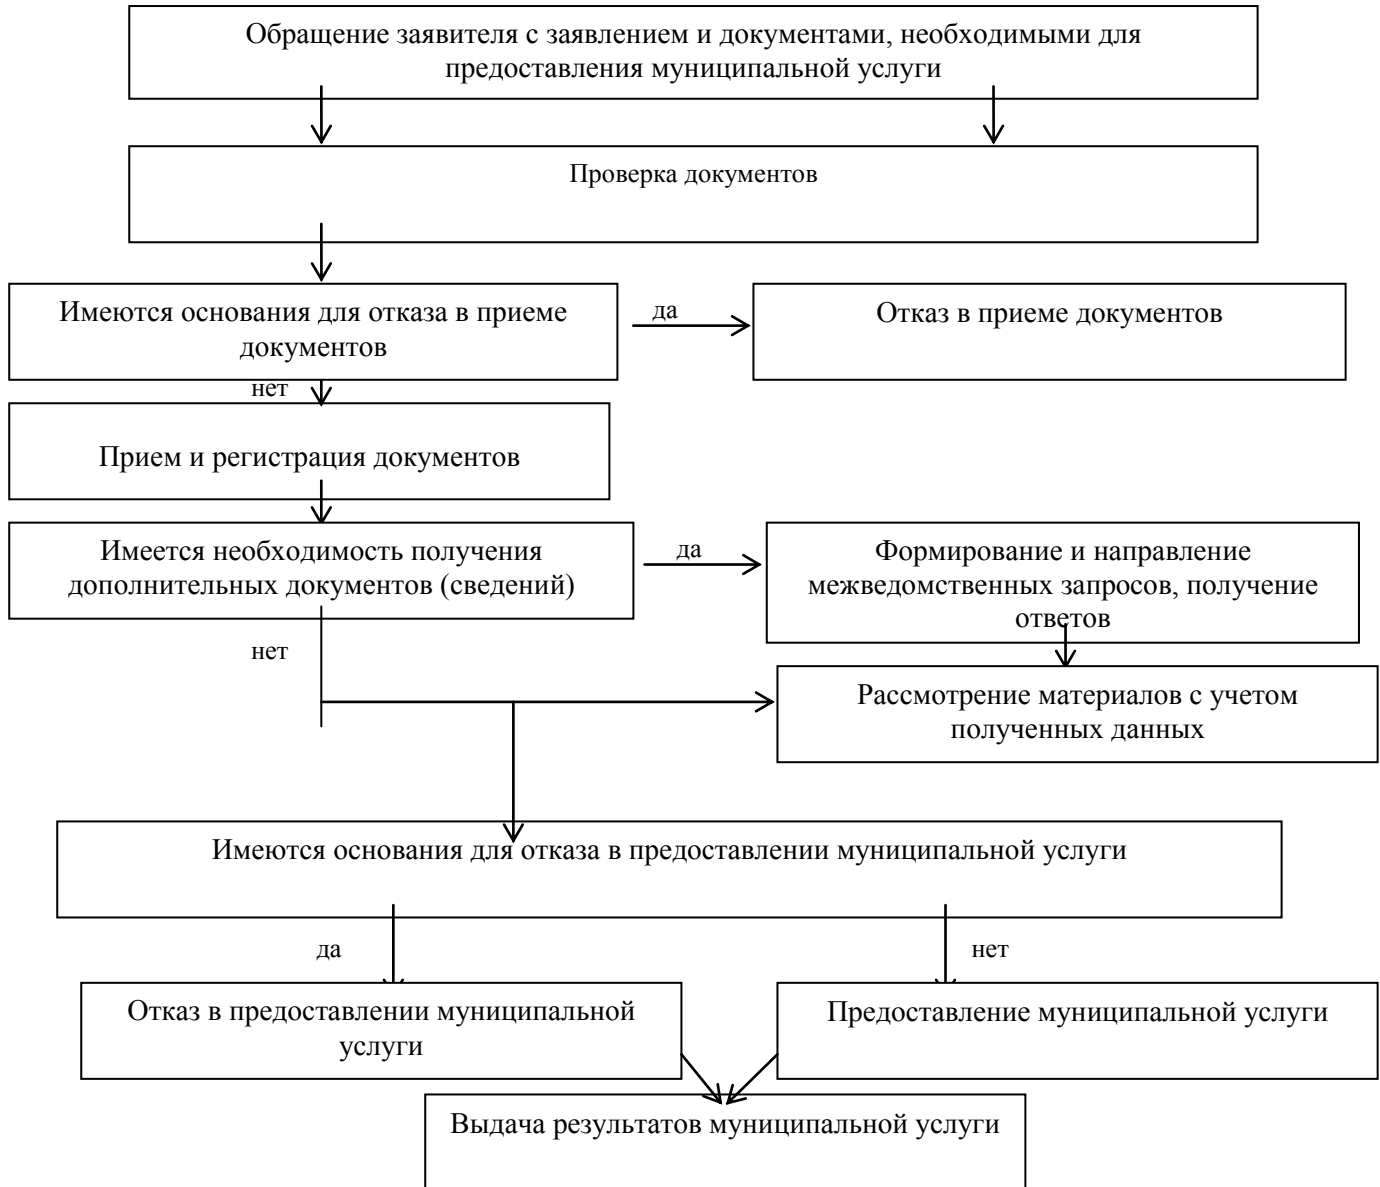 Обращение заявителя с заявлением и документами, необходимыми для
предоставления муниципальной услуги
Проверка документов
Имеются основания для отказа в приеме
документов
да
Отказ в приеме документов
нет
Прием и регистрация документов
Имеется необходимость получения
дополнительных документов (сведений)
да
Формирование и направление
межведомственных запросов, получение
ответов
нет
Рассмотрение материалов с учетом
полученных данных
Имеются основания для отказа в предоставлении муниципальной услуги
да
нет
Отказ в предоставлении муниципальной
услуги
Предоставление муниципальной услуги
Выдача результатов муниципальной услуги